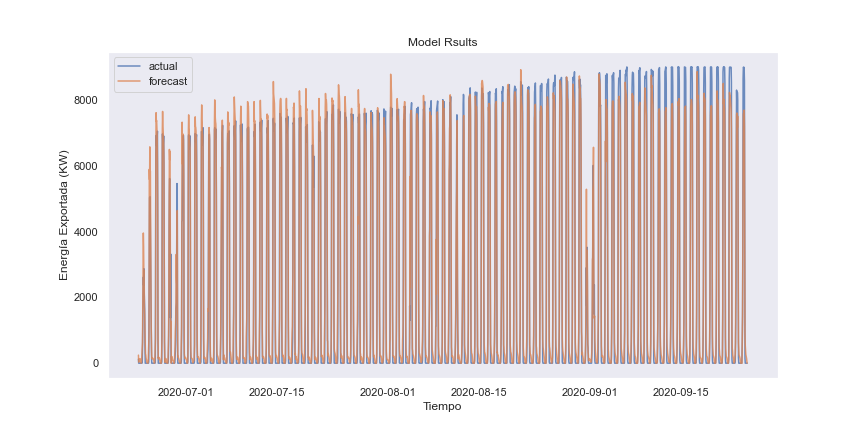 Model Rsults
actual
forecast
Energía Exportada (KW)
8000
6000
4000
2000
0
2020-07-01
2020-07-15
2020-08-01
2020-08-15
2020-09-01
2020-09-15
Tiempo